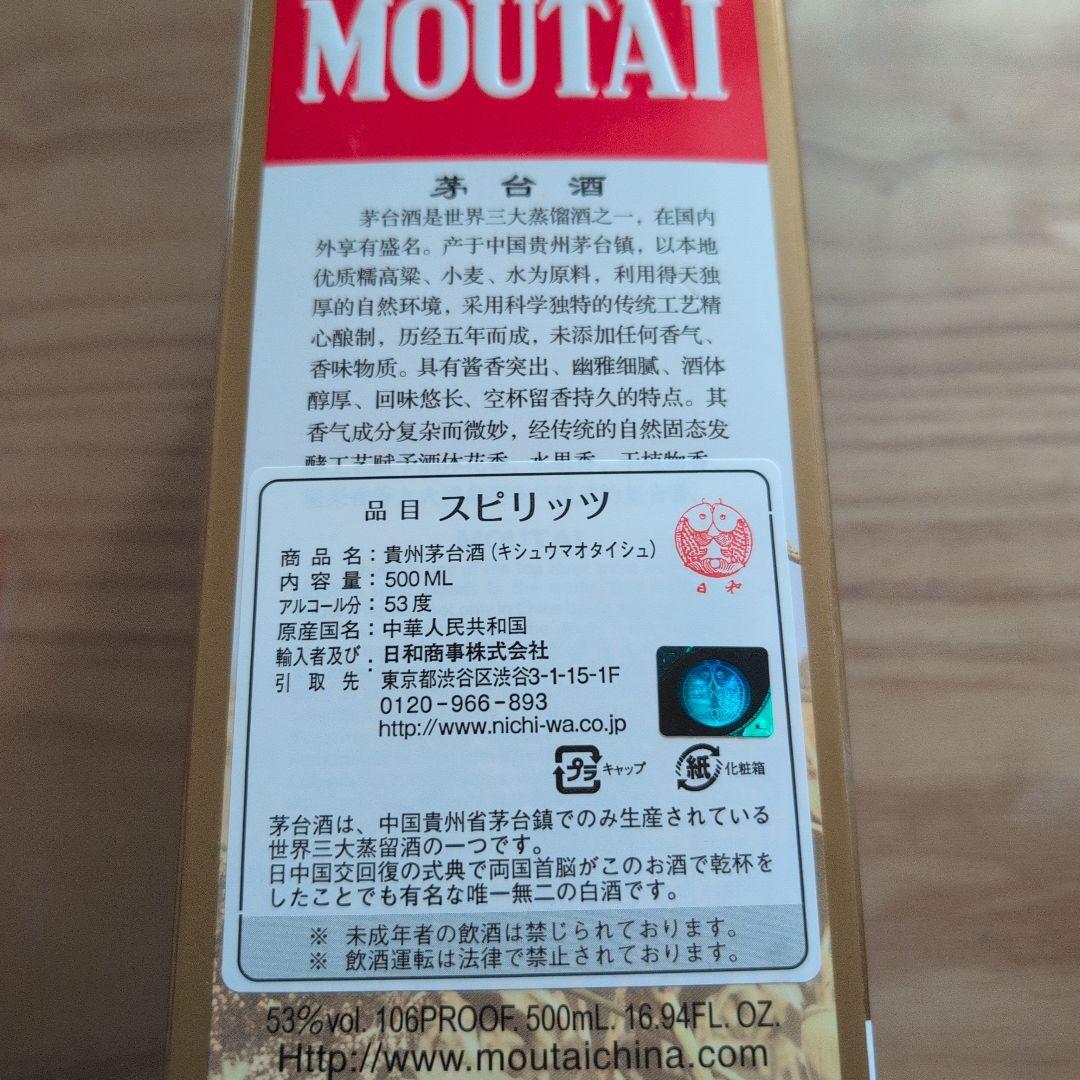 MOUTAI
茅台酒
茅台酒是世界三大蒸馏酒之一，在国内
外享有盛名。产于中国贵州茅台镇，以本地
优质糯高粱、小麦、水为原料，利用得天独
厚的自然环境，采用科学独特的传统工艺精
心酿制，历经五年而成，未添加任何香气、
香味物质。具有酱香突出、幽雅细腻、酒体
醇厚、回味悠长、空杯留香持久的特点。其
香气成分复杂而微妙，经传统的自然固态发
酵工艺赋予酒体花香、水果香、干植物香
品目 スピリッツ
商品名：貴州茅台酒（キシュウマオタイシュ）
内容量：500ML
アルコール分：53度
原産国名：中華人民共和国
輸入者及び引取先：日和商事株式会社
東京都渋谷区渋谷3-1-15-1F
0120-966-893
http://www.nichi-wa.co.jp
日和
プラ キャップ 紙 化粧箱
茅台酒は、中国貴州省茅台鎮でのみ生産されている
世界三大蒸留酒の一つです。
日中国交回復の式典で両国首脳がこのお酒で乾杯を
したことでも有名な唯一無二の白酒です。
※ 未成年者の飲酒は禁じられております。
※ 飲酒運転は法律で禁止されております。
53%vol. 106PROOF. 500mL. 16.94FL. OZ.
Http://www.moutaichina.com